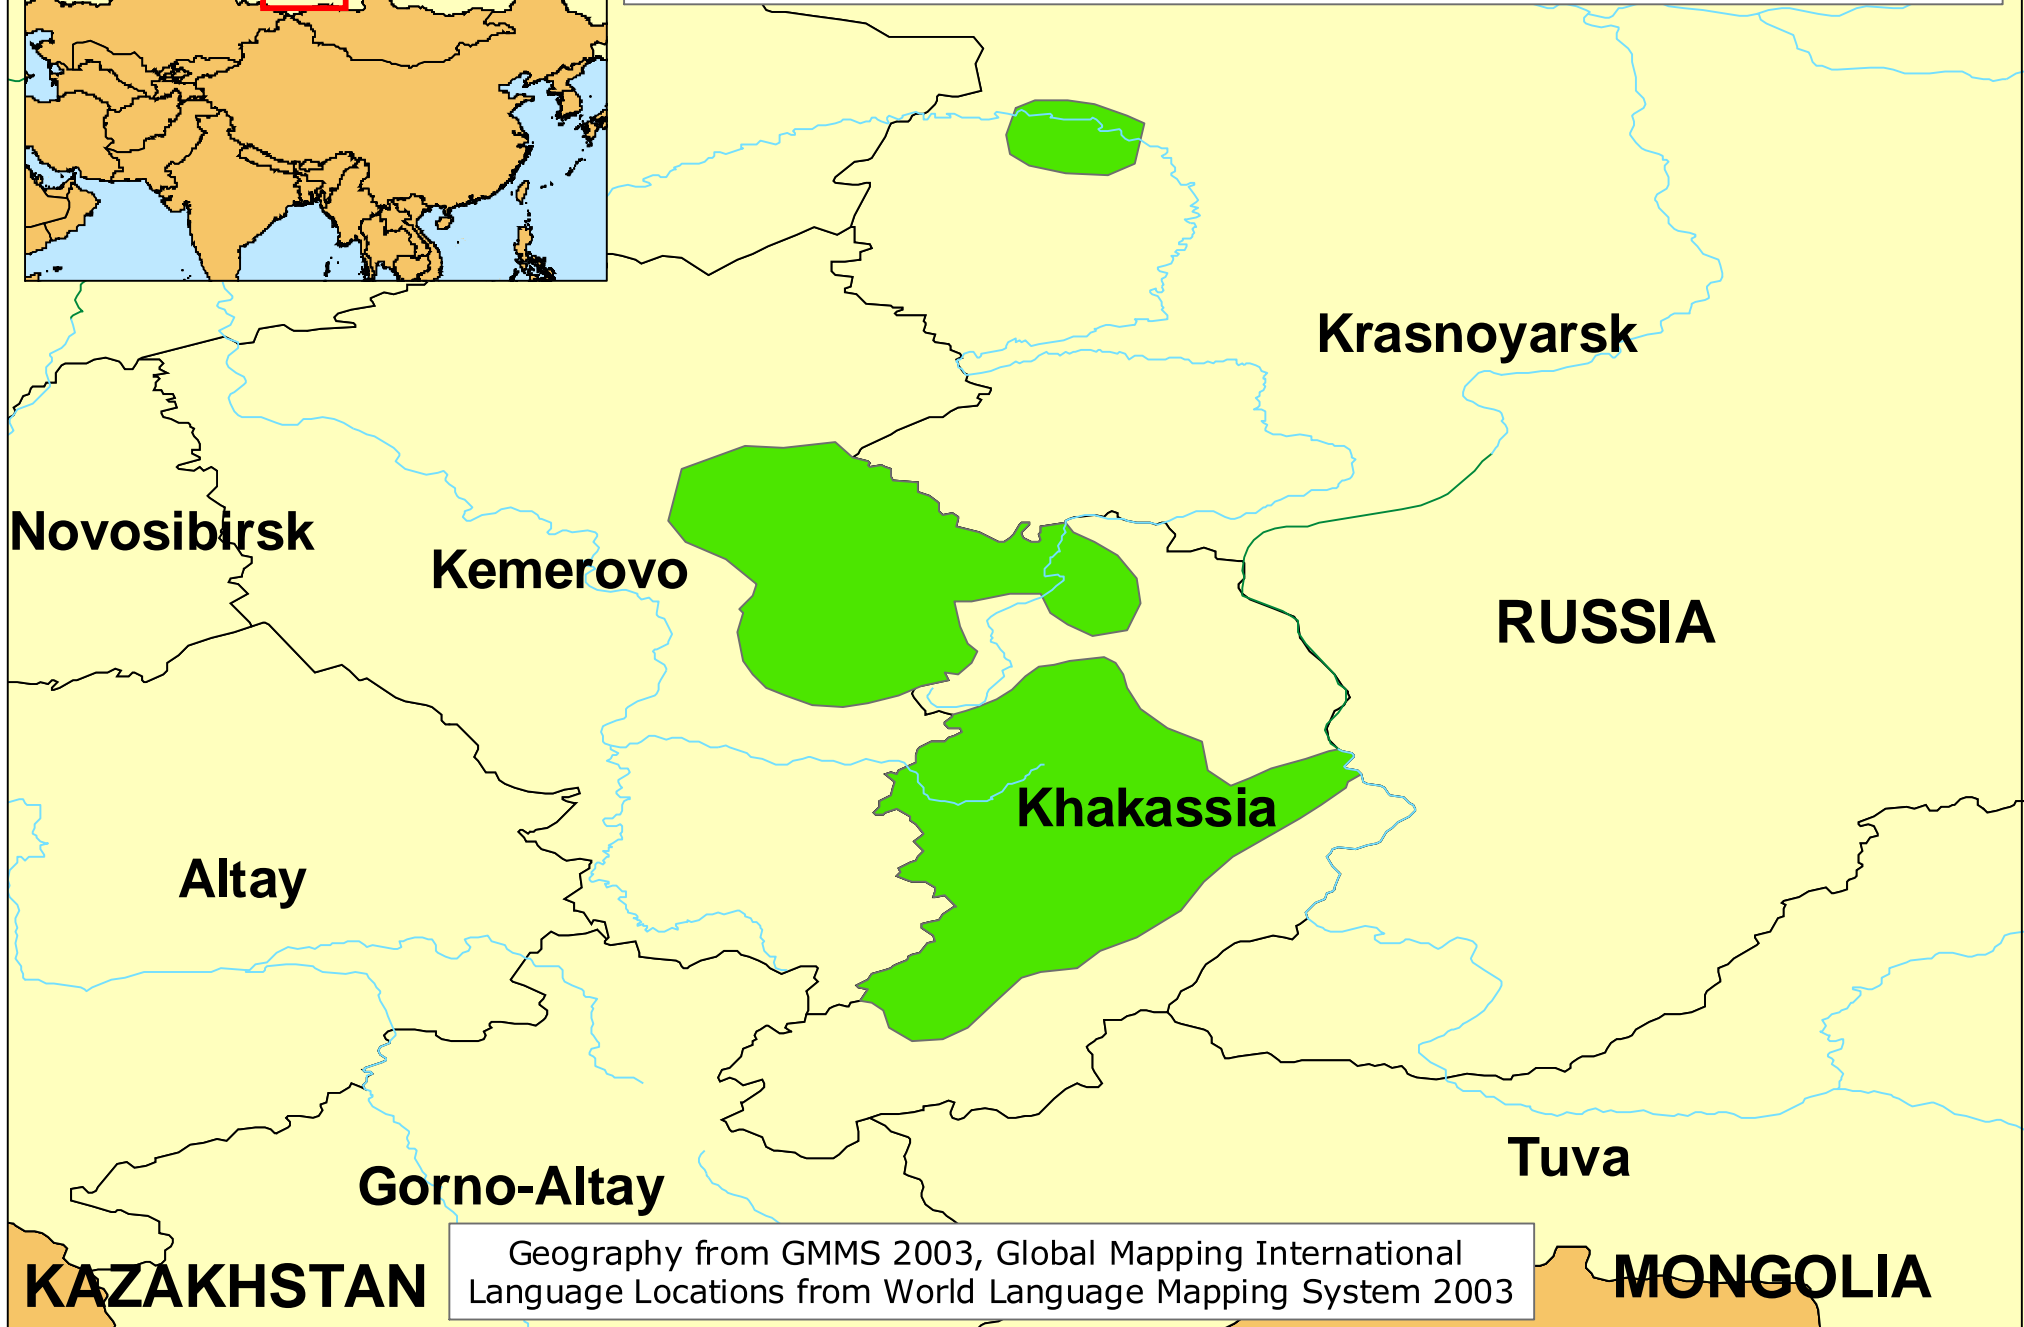 Krasnoyarsk
Novosibirsk
Kemerovo
RUSSIA
Khakassia
Altay
Tuva
Gorno-Altay
KAZAKHSTAN
Geography from GMMS 2003, Global Mapping International
Language Locations from World Language Mapping System 2003
MONGOLIA